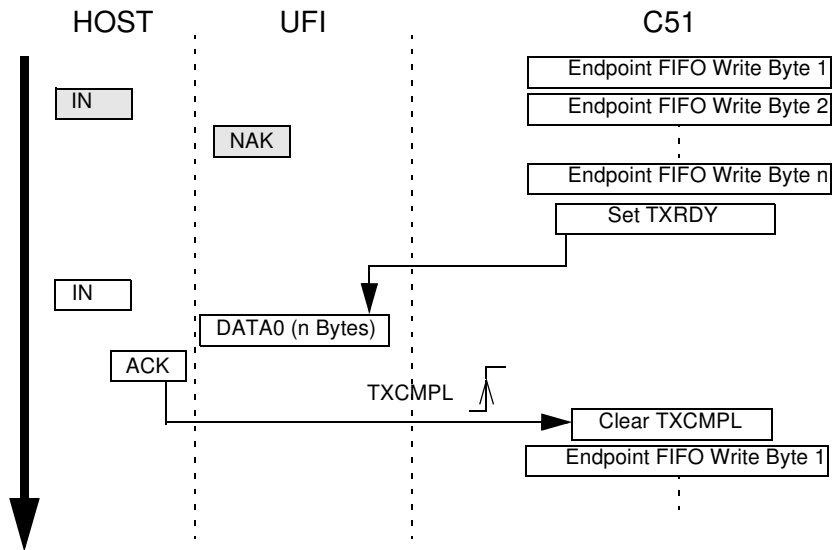 HOST UFI C51
Endpoint FIFO Write Byte 1
IN
Endpoint FIFO Write Byte 2
NAK
Endpoint FIFO Write Byte n
Set TXRDY
IN
DATA0 (n Bytes)
ACK
TXCMPL
Clear TXCMPL
Endpoint FIFO Write Byte 1